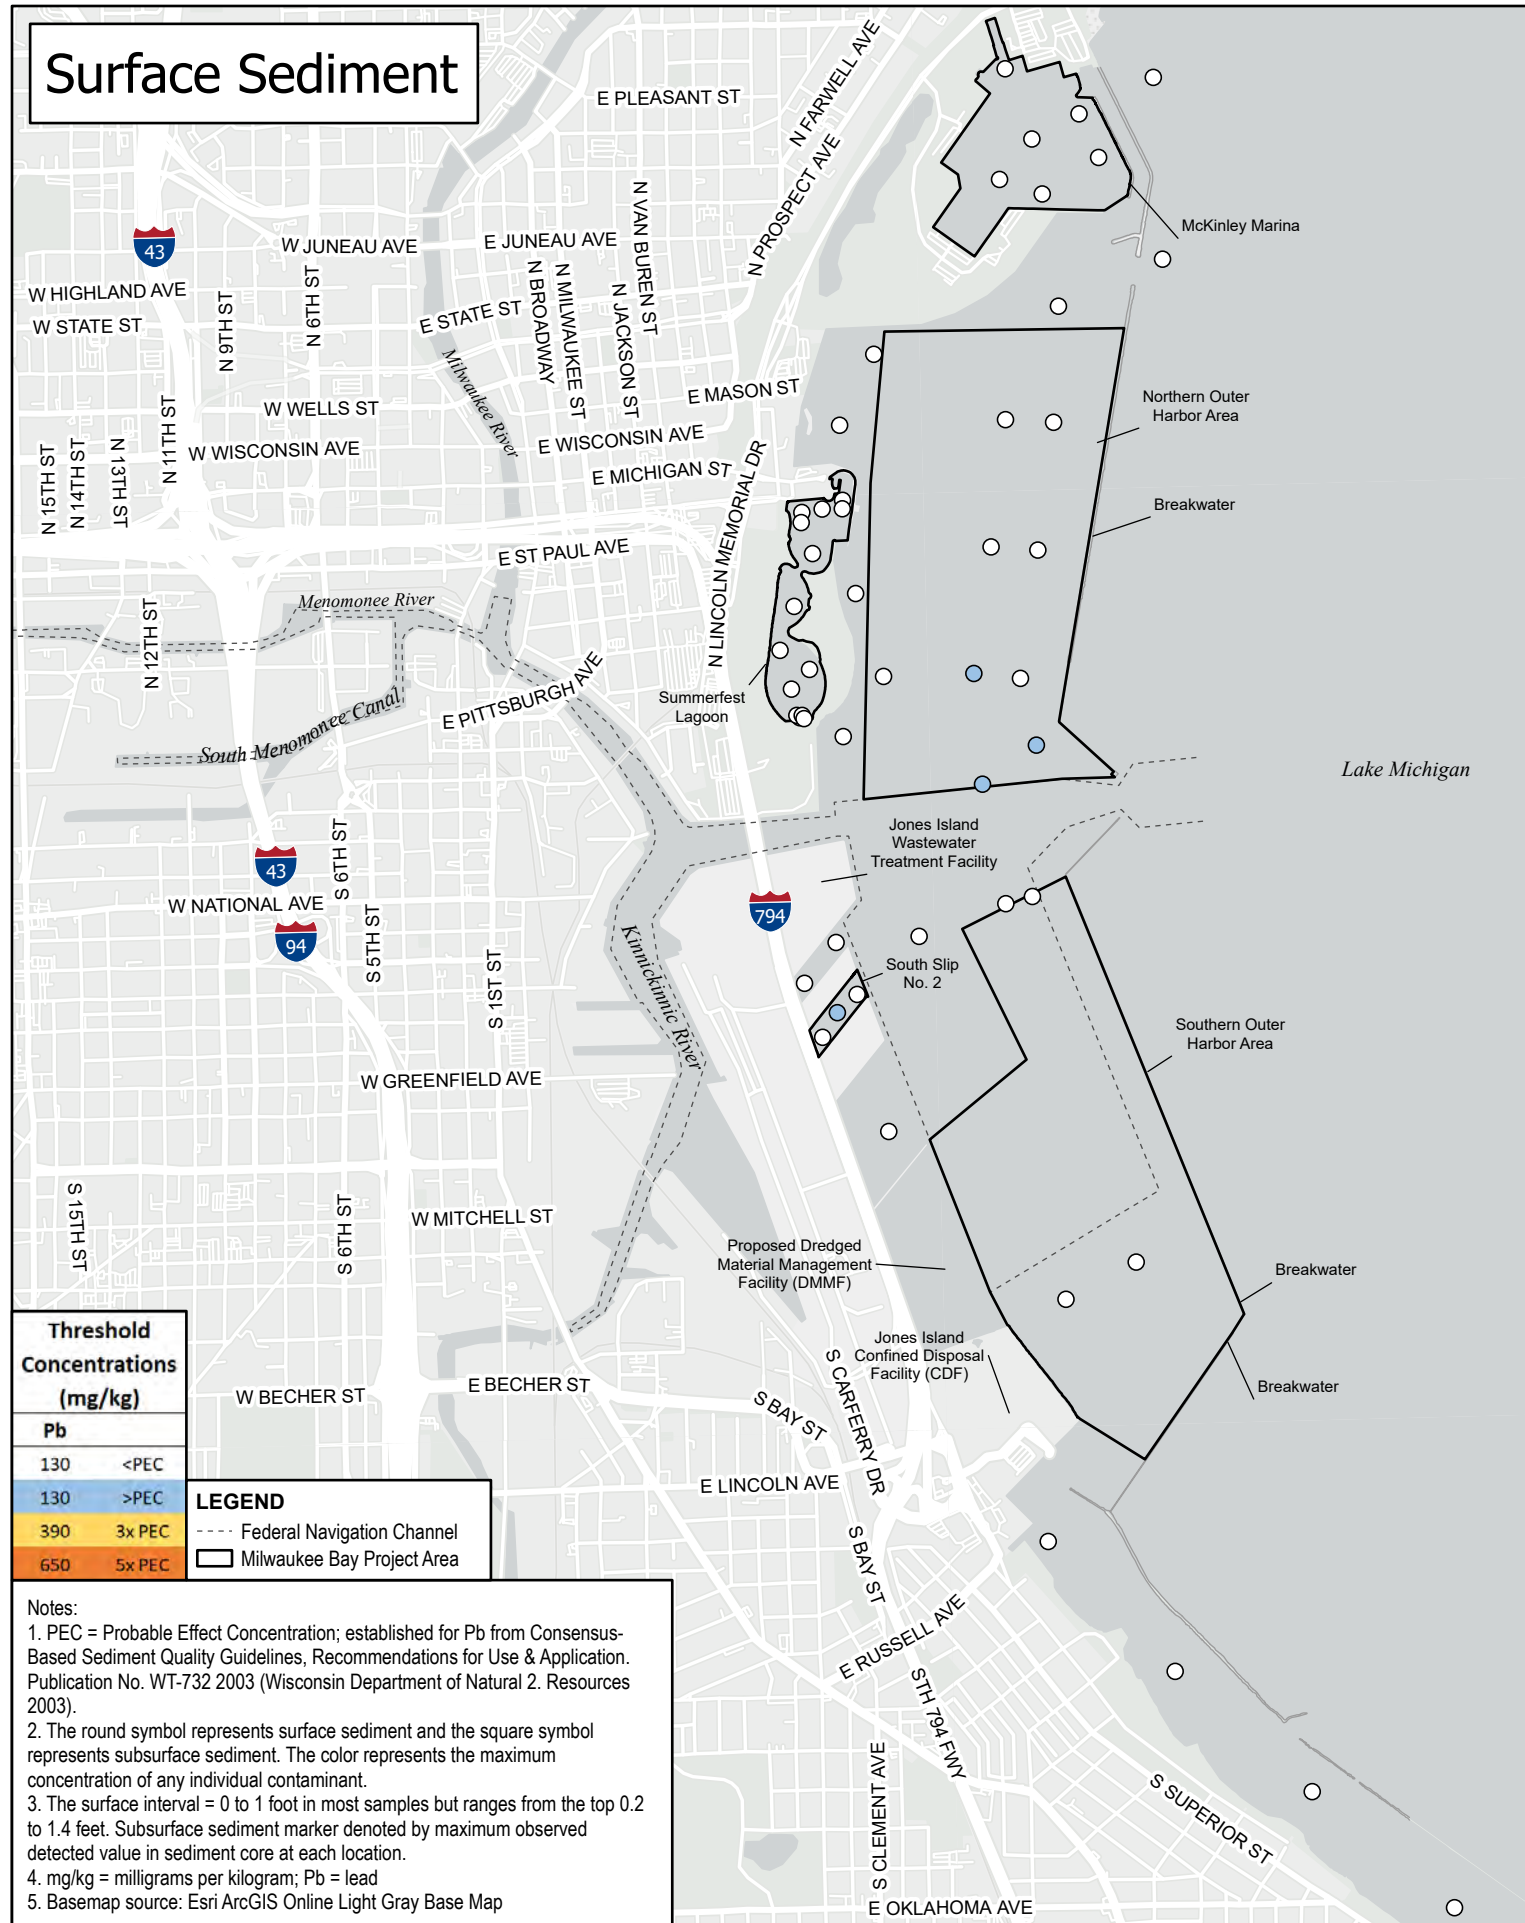 Surface Sediment
E PLEASANT ST
N FARWELL AVE
N PROSPECT AVE
N VAN BUREN ST
McKinley Marina
43
W JUNEAU AVE
E JUNEAU AVE
W HIGHLAND AVE
W STATE ST
N 9TH ST
N 6TH ST
E STATE ST
N BROADWAY
N MILWAUKEE ST
N JACKSON ST
Milwaukee River
E MASON ST
W WELLS ST
Northern Outer
Harbor Area
N 15TH ST
N 14TH ST
N 13TH ST
N 11TH ST
W WISCONSIN AVE
E WISCONSIN AVE
E MICHIGAN ST
N LINCOLN MEMORIAL DR
Breakwater
E ST PAUL AVE
Menomonee River
N 12TH ST
E PITTSBURGH AVE
Summerfest
Lagoon
South Menomonee Canal
Lake Michigan
Jones Island
Wastewater
Treatment Facility
43
S 6TH ST
W NATIONAL AVE
94
S 5TH ST
S 1ST ST
794
Kinnickinnic River
South Slip
No. 2
Southern Outer
Harbor Area
W GREENFIELD AVE
S 15TH ST
S 6TH ST
W MITCHELL ST
Proposed Dredged
Material Management
Facility (DMMF)
Breakwater
Jones Island
Confined Disposal
Facility (CDF)
Breakwater
W BECHER ST
E BECHER ST
S BAY ST
S CARFERRY DR
E LINCOLN AVE
S BAY ST
E RUSSELL AVE
STH 794 FWY
S CLEMENT AVE
S SUPERIOR ST
E OKLAHOMA AVE
Threshold
Concentrations
(mg/kg)
Pb
130 <PEC
130 >PEC
390 3x PEC
650 5x PEC
LEGEND
Federal Navigation Channel
Milwaukee Bay Project Area
Notes:
1. PEC = Probable Effect Concentration; established for Pb from Consensus-
Based Sediment Quality Guidelines, Recommendations for Use & Application.
Publication No. WT-732 2003 (Wisconsin Department of Natural 2. Resources
2003).
2. The round symbol represents surface sediment and the square symbol
represents subsurface sediment. The color represents the maximum
concentration of any individual contaminant.
3. The surface interval = 0 to 1 foot in most samples but ranges from the top 0.2
to 1.4 feet. Subsurface sediment marker denoted by maximum observed
detected value in sediment core at each location.
4. mg/kg = milligrams per kilogram; Pb = lead
5. Basemap source: Esri ArcGIS Online Light Gray Base Map